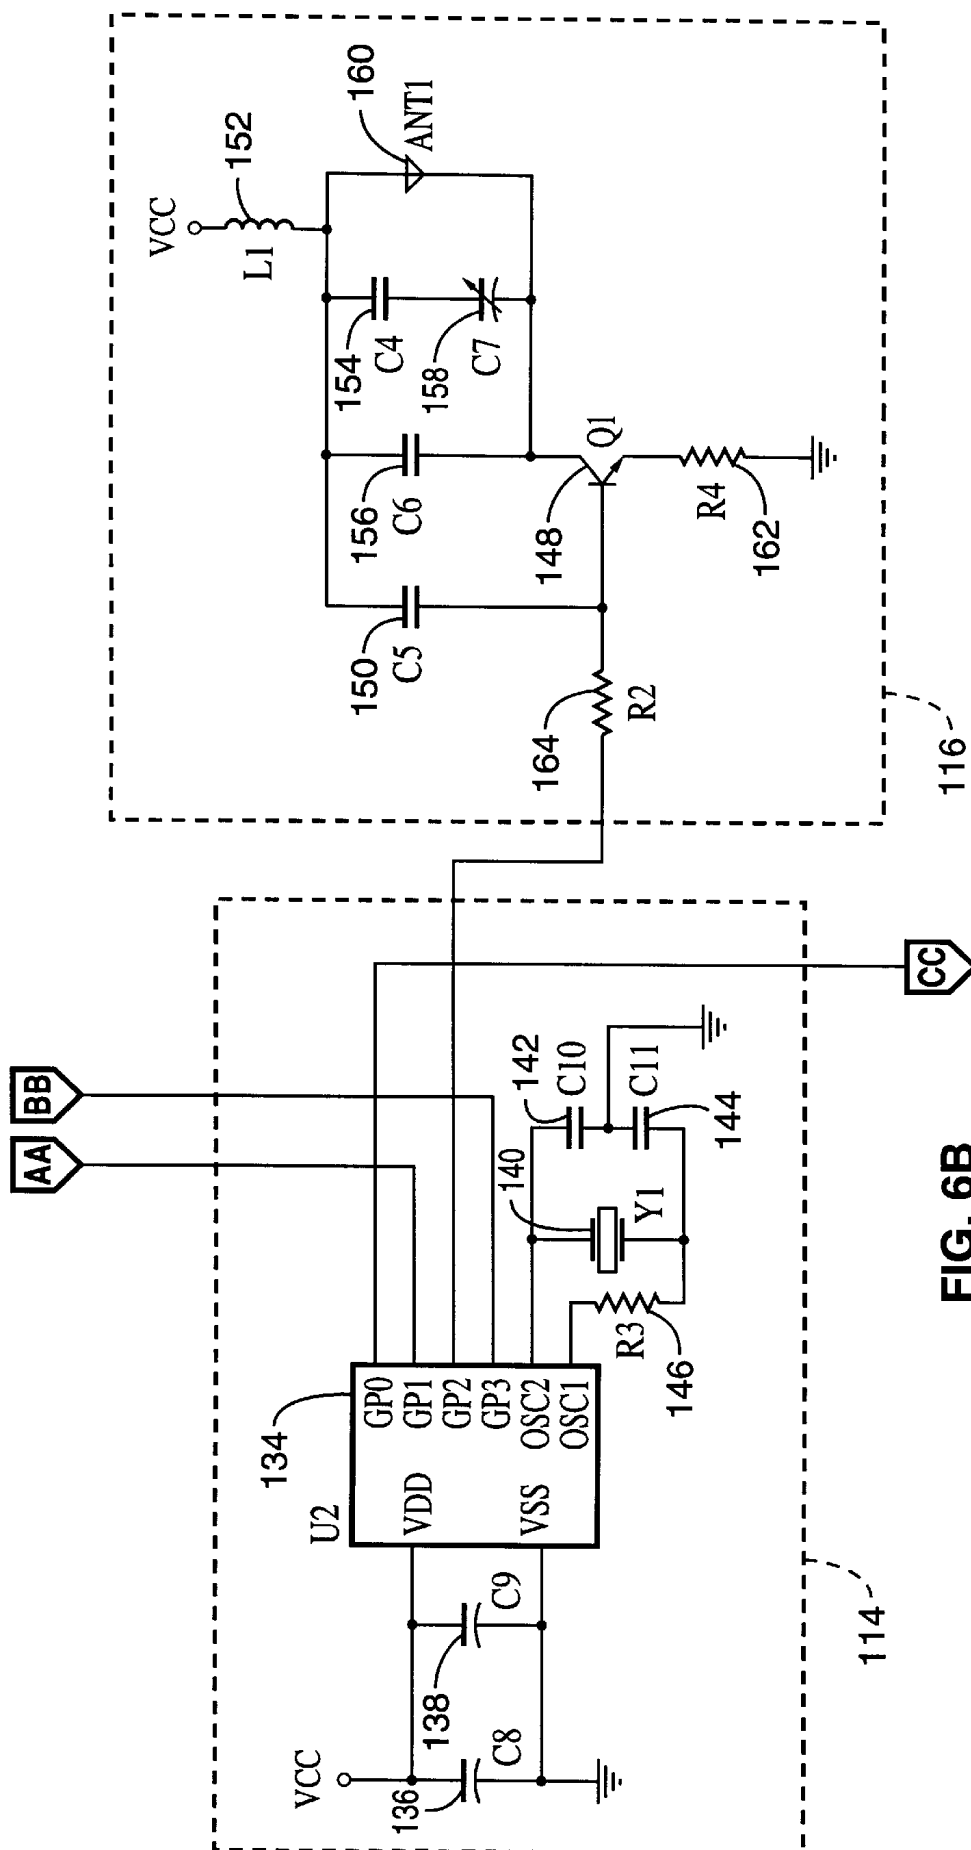 AA
BB
CC
VCC
136
C8
138
C9
U2
134
VDD
VSS
GP0
GP1
GP2
GP3
OSC2
OSC1
R3
146
140
Y1
142
C10
C11
144
114
VCC
152
L1
160
ANT1
154
C4
158
C7
156
C6
150
C5
148
Q1
164
R2
R4
162
116
FIG. 6B